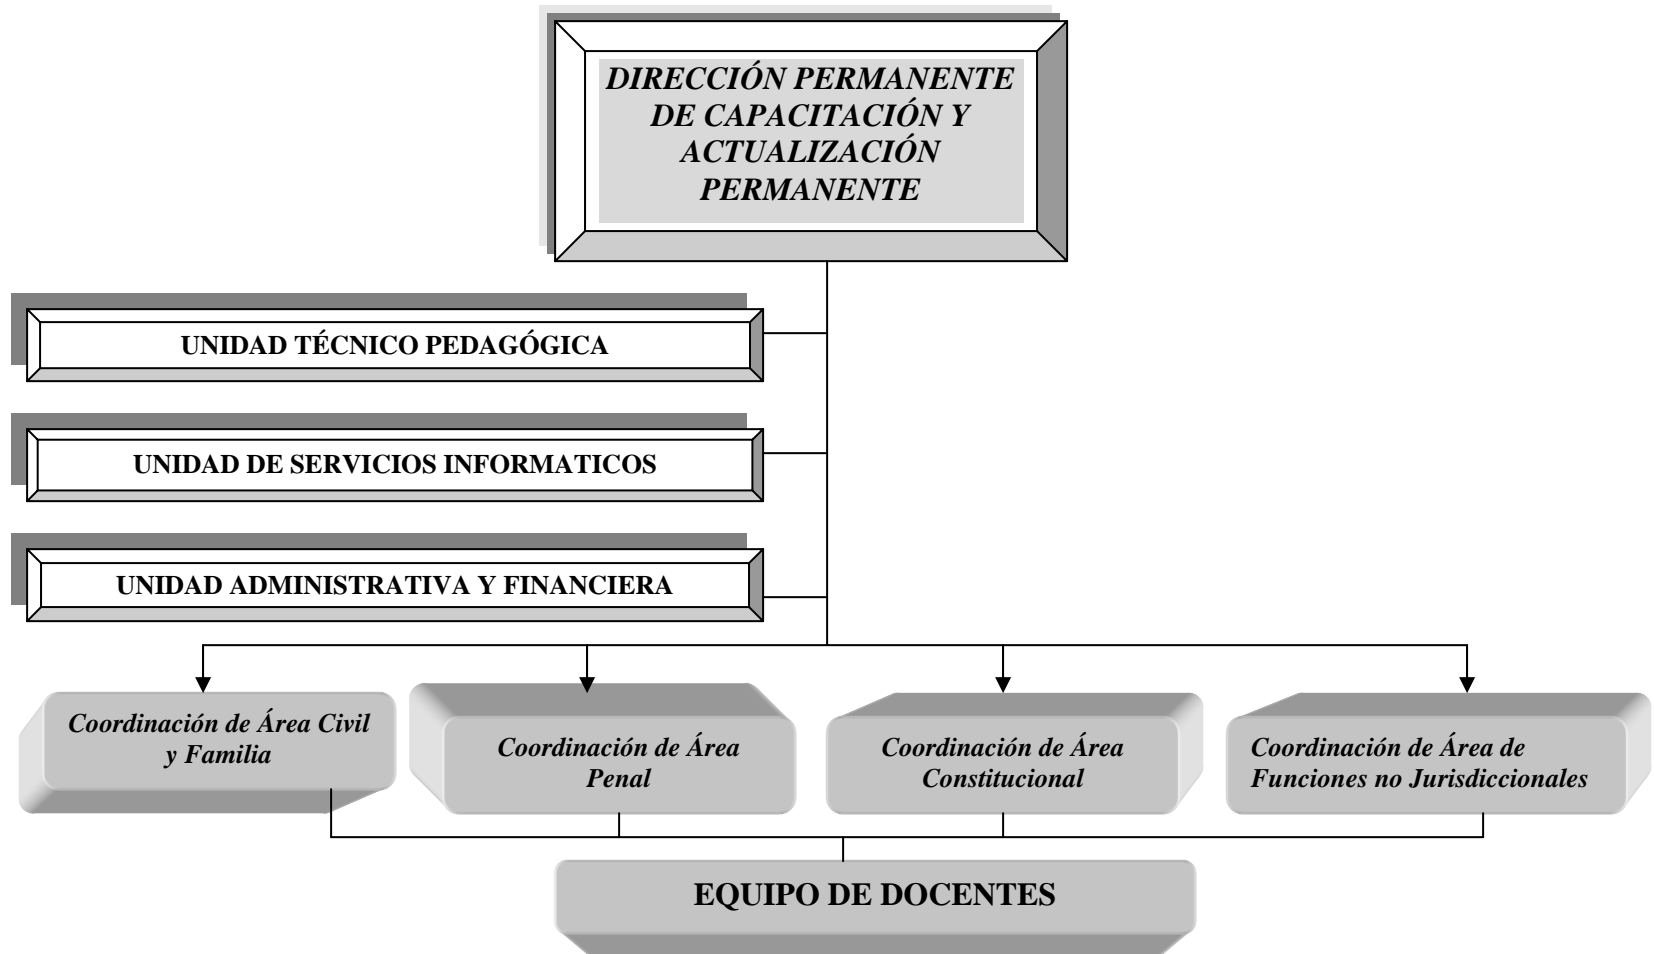 DIRECCIÓN PERMANENTE
DE CAPACITACIÓN Y
ACTUALIZACIÓN
PERMANENTE
UNIDAD TÉCNICO PEDAGÓGICA
UNIDAD DE SERVICIOS INFORMATICOS
UNIDAD ADMINISTRATIVA Y FINANCIERA
Coordinación de Área Civil
y Familia
Coordinación de Área
Penal
Coordinación de Área
Constitucional
Coordinación de Área de
Funciones no Jurisdiccionales
EQUIPO DE DOCENTES